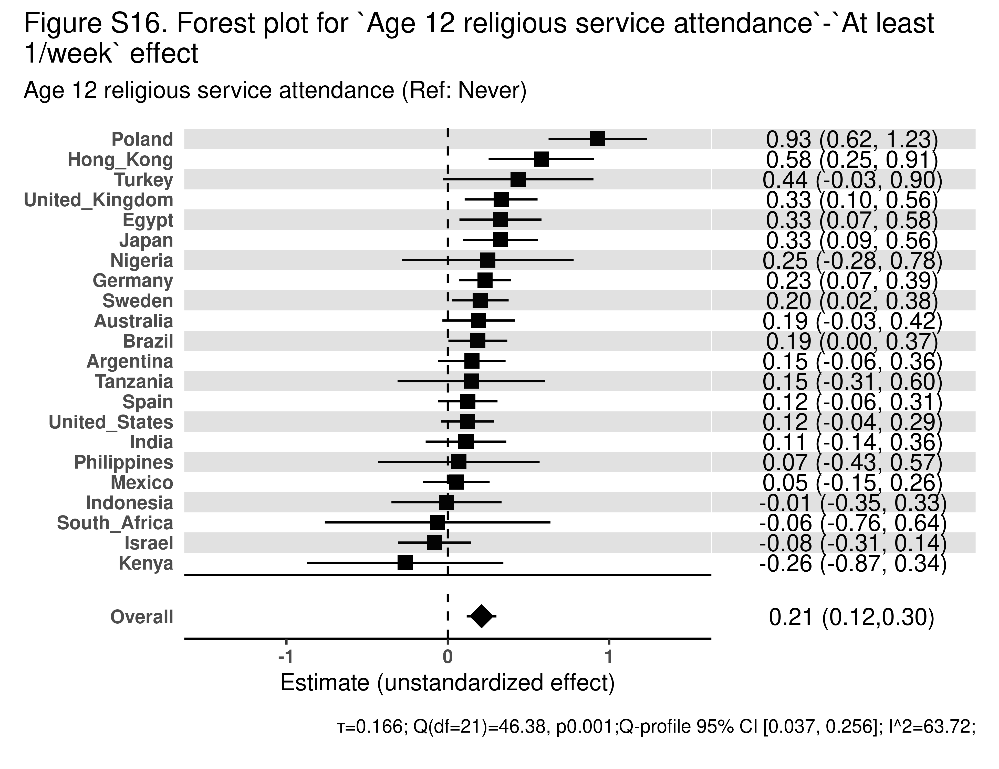 Figure S16. Forest plot for `Age 12 religious service attendance`-`At least
1/week` effect
Age 12 religious service attendance (Ref: Never)
Poland 0.93 (0.62, 1.23)
Hong_Kong 0.58 (0.25, 0.91)
Turkey 0.44 (-0.03, 0.90)
United_Kingdom 0.33 (0.10, 0.56)
Egypt 0.33 (0.07, 0.58)
Japan 0.33 (0.09, 0.56)
Nigeria 0.25 (-0.28, 0.78)
Germany 0.23 (0.07, 0.39)
Sweden 0.20 (0.02, 0.38)
Australia 0.19 (-0.03, 0.42)
Brazil 0.19 (0.00, 0.37)
Argentina 0.15 (-0.06, 0.36)
Tanzania 0.15 (-0.31, 0.60)
Spain 0.12 (-0.06, 0.31)
United_States 0.12 (-0.04, 0.29)
India 0.11 (-0.14, 0.36)
Philippines 0.07 (-0.43, 0.57)
Mexico 0.05 (-0.15, 0.26)
Indonesia -0.01 (-0.35, 0.33)
South_Africa -0.06 (-0.76, 0.64)
Israel -0.08 (-0.31, 0.14)
Kenya -0.26 (-0.87, 0.34)
Overall 0.21 (0.12,0.30)
-1 0 1
Estimate (unstandardized effect)
τ=0.166; Q(df=21)=46.38, p0.001;Q-profile 95% CI [0.037, 0.256]; I^2=63.72;